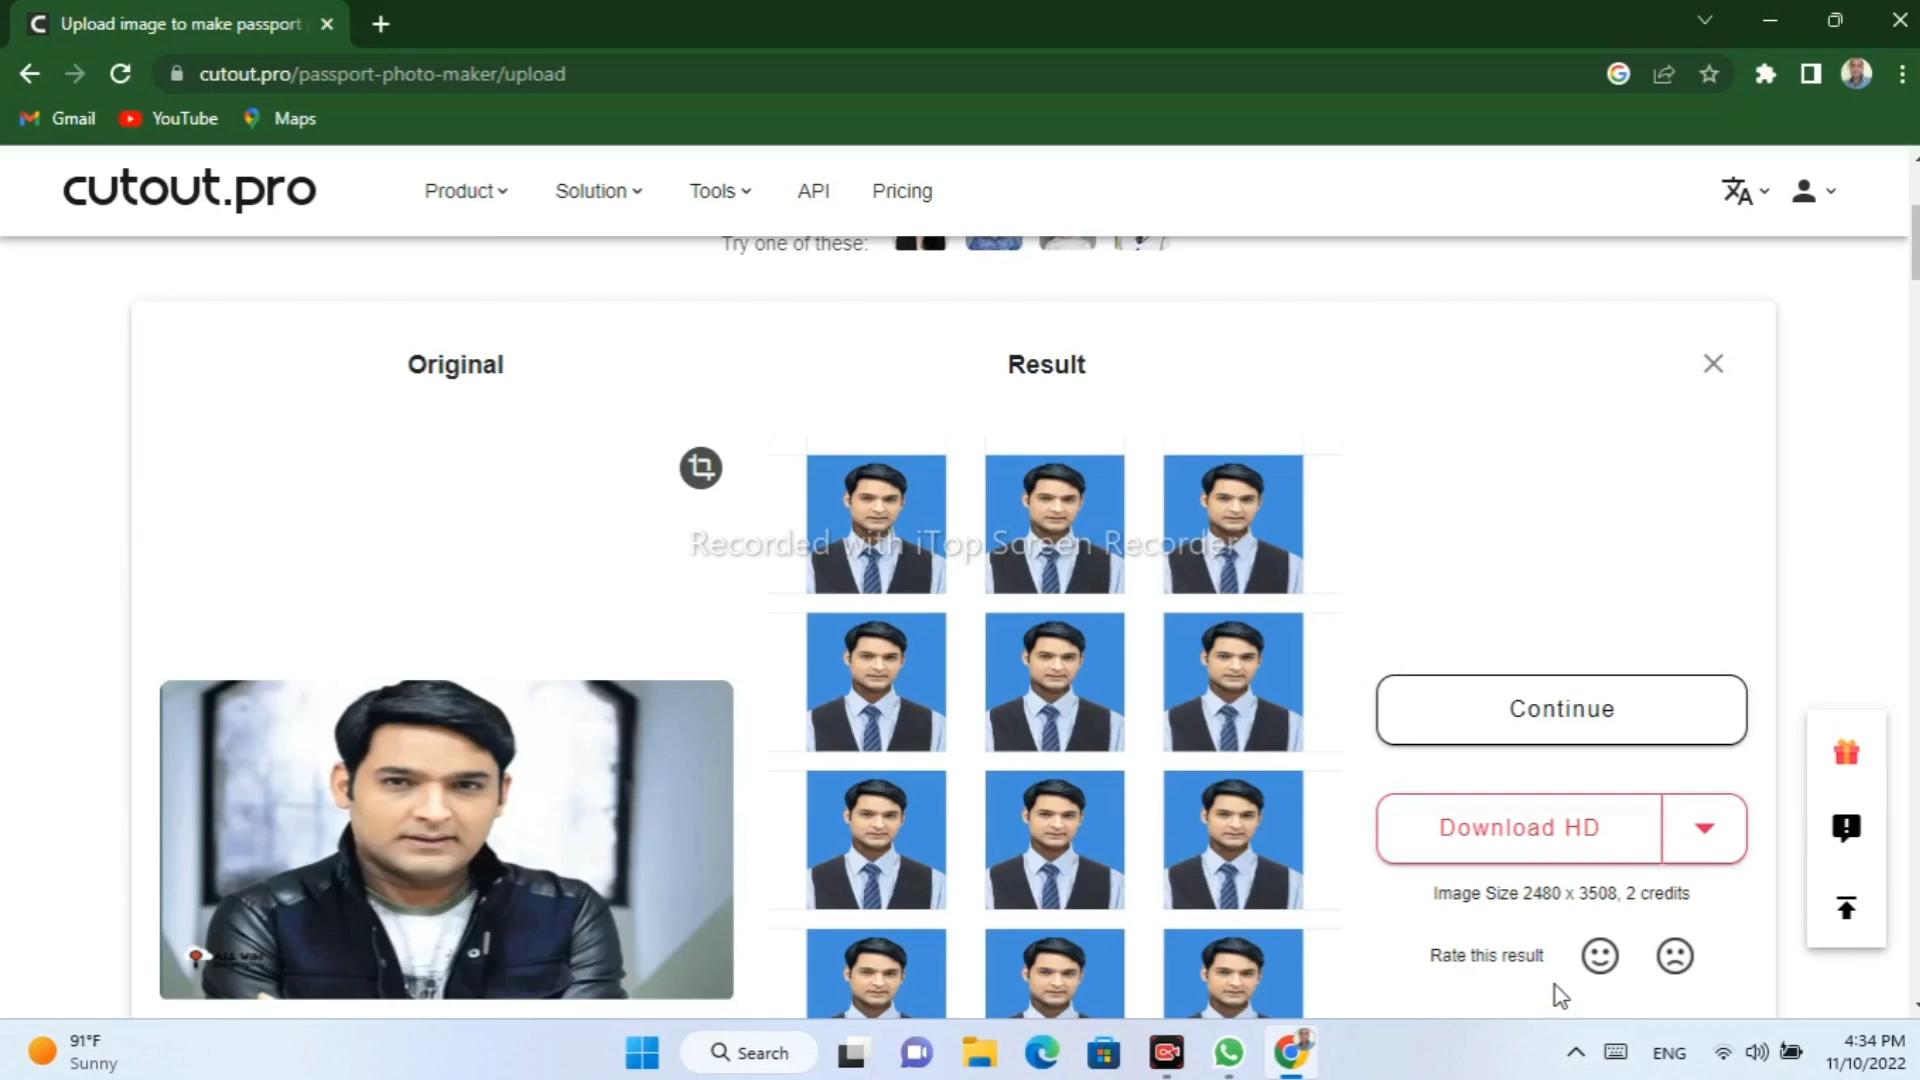 Upload image to make passport
cutout.pro/passport-photo-maker/upload
Gmail
YouTube
Maps
cutout.pro
Product
Solution
Tools
API
Pricing
Try one of these:
Original
Result
Recorded with iTop Screen Recorder
Continue
Download HD
Image Size 2480 x 3508, 2 credits
Rate this result
91°F
Sunny
Search
ENG
4:34 PM
11/10/2022